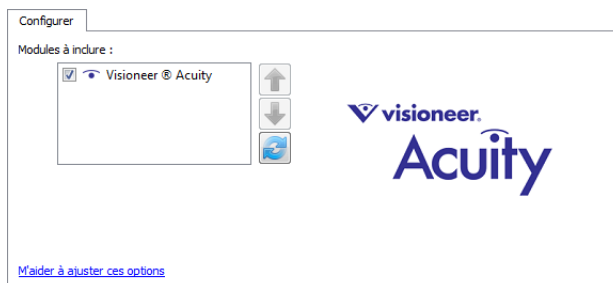 Configurer
Modules à inclure :
Visioneer ® Acuity
visioneer.
Acuity
M'aider à ajuster ces options